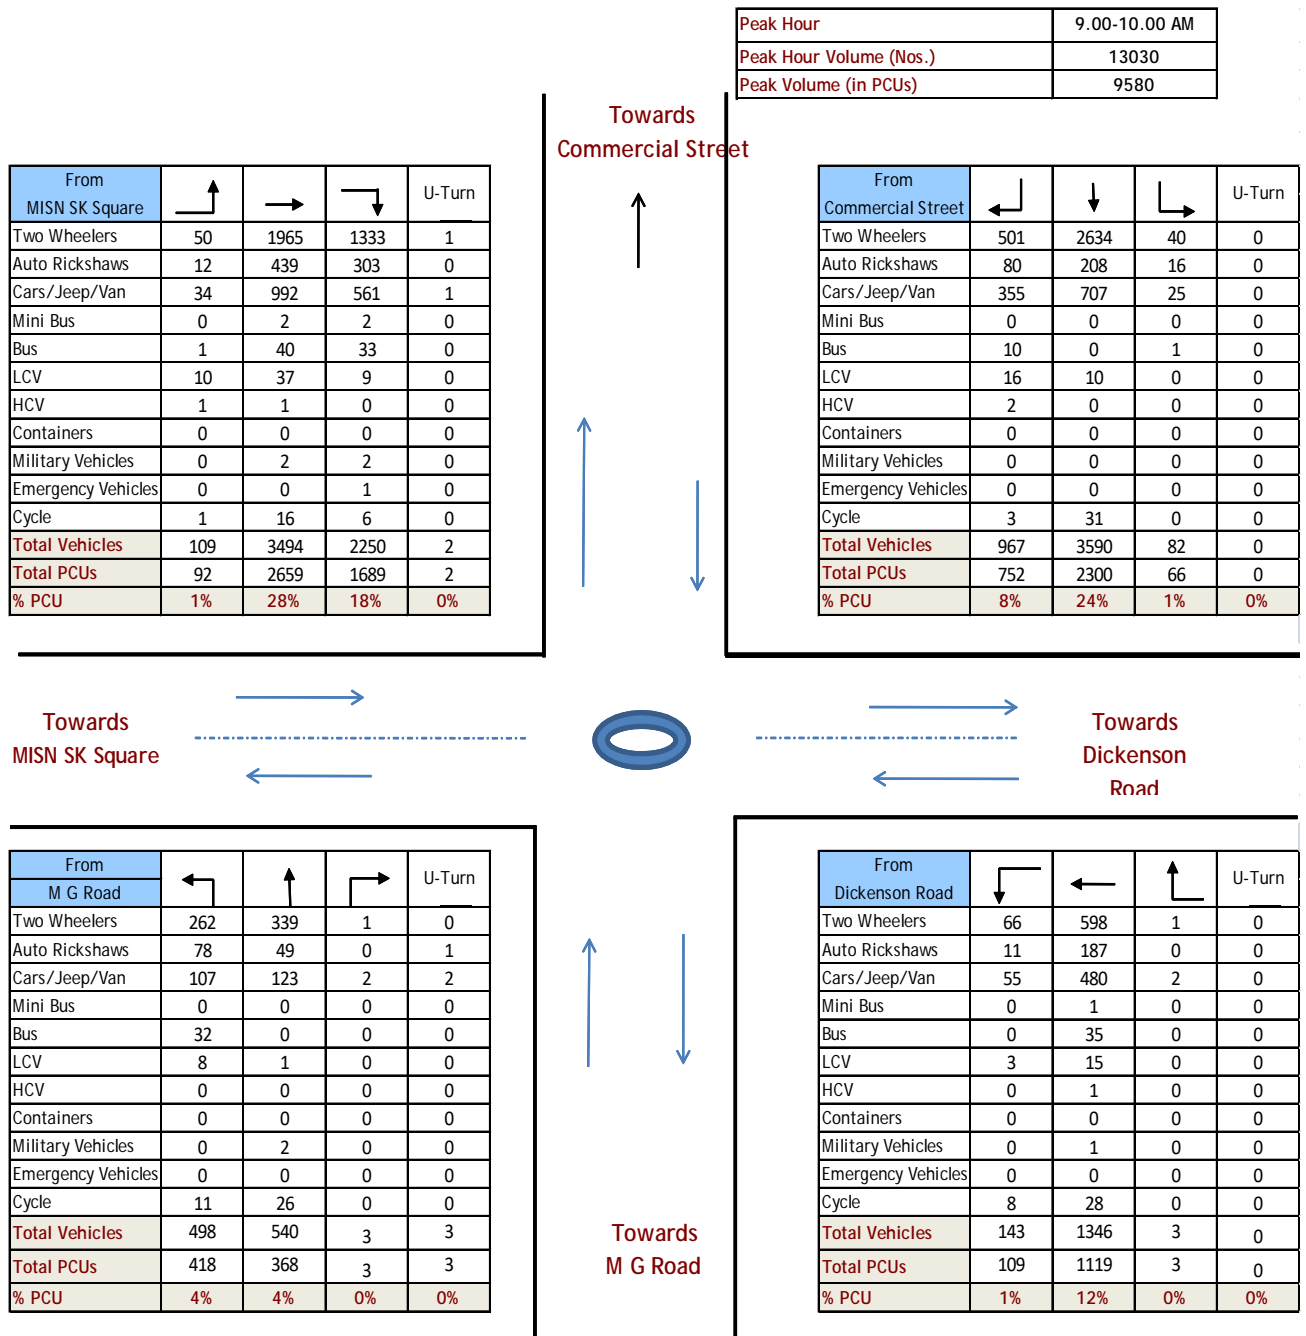 Peak Hour 9.00-10.00 AM
Peak Hour Volume (Nos.) 13030
Peak Volume (in PCUs) 9580
Towards
Commercial Street
From
MISN SK Square U-Turn
Two Wheelers 50 1965 1333 1
Auto Rickshaws 12 439 303 0
Cars/Jeep/Van 34 992 561 1
Mini Bus 0 2 2 0
Bus 1 40 33 0
LCV 10 37 9 0
HCV 1 1 0 0
Containers 0 0 0 0
Military Vehicles 0 2 2 0
Emergency Vehicles 0 0 1 0
Cycle 1 16 6 0
Total Vehicles 109 3494 2250 2
Total PCUs 92 2659 1689 2
% PCU 1% 28% 18% 0%
From
Commercial Street U-Turn
Two Wheelers 501 2634 40 0
Auto Rickshaws 80 208 16 0
Cars/Jeep/Van 355 707 25 0
Mini Bus 0 0 0 0
Bus 10 0 1 0
LCV 16 10 0 0
HCV 2 0 0 0
Containers 0 0 0 0
Military Vehicles 0 0 0 0
Emergency Vehicles 0 0 0 0
Cycle 3 31 0 0
Total Vehicles 967 3590 82 0
Total PCUs 752 2300 66 0
% PCU 8% 24% 1% 0%
Towards
MISN SK Square
Towards
Dickenson
Road
From
M G Road U-Turn
Two Wheelers 262 339 1 0
Auto Rickshaws 78 49 0 1
Cars/Jeep/Van 107 123 2 2
Mini Bus 0 0 0 0
Bus 32 0 0 0
LCV 8 1 0 0
HCV 0 0 0 0
Containers 0 0 0 0
Military Vehicles 0 2 0 0
Emergency Vehicles 0 0 0 0
Cycle 11 26 0 0
Total Vehicles 498 540 3 3
Total PCUs 418 368 3 3
% PCU 4% 4% 0% 0%
Towards
M G Road
From
Dickenson Road U-Turn
Two Wheelers 66 598 1 0
Auto Rickshaws 11 187 0 0
Cars/Jeep/Van 55 480 2 0
Mini Bus 0 1 0 0
Bus 0 35 0 0
LCV 3 15 0 0
HCV 0 1 0 0
Containers 0 0 0 0
Military Vehicles 0 1 0 0
Emergency Vehicles 0 0 0 0
Cycle 8 28 0 0
Total Vehicles 143 1346 3 0
Total PCUs 109 1119 3 0
% PCU 1% 12% 0% 0%